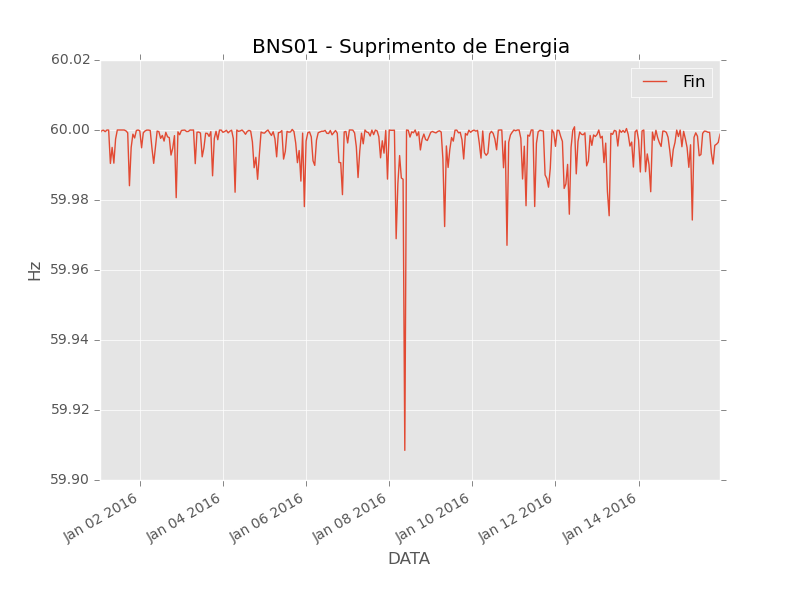 BNS01 - Suprimento de Energia
60.02
60.00
59.98
59.96
59.94
59.92
59.90
Hz
Fin
Jan 02 2016
Jan 04 2016
Jan 06 2016
Jan 08 2016
Jan 10 2016
Jan 12 2016
Jan 14 2016
DATA